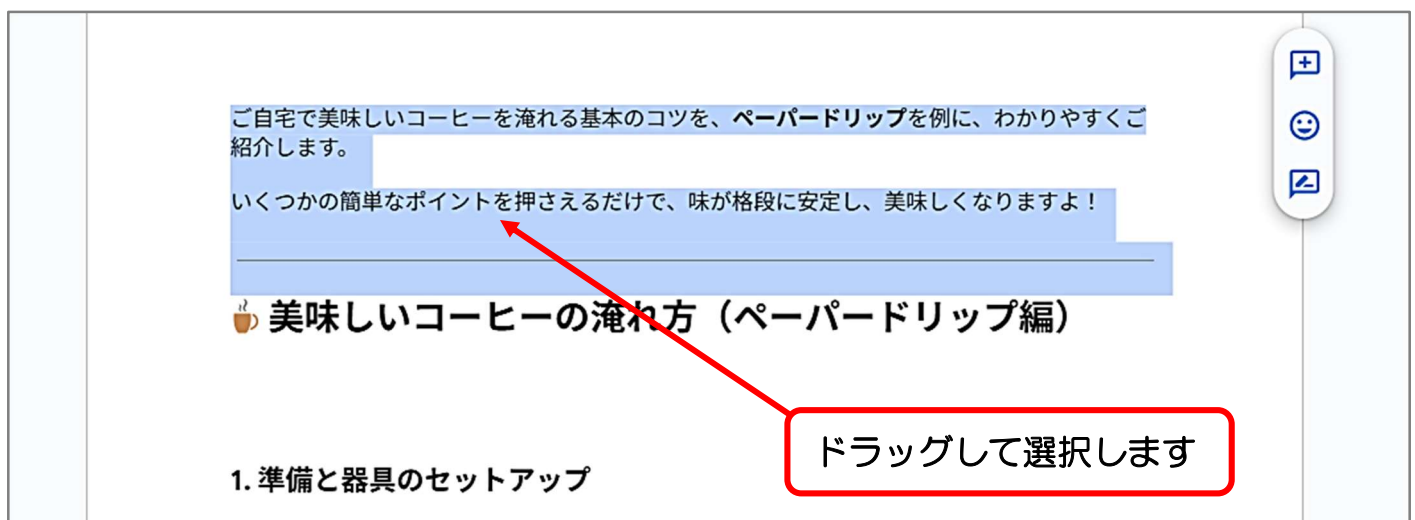 ご自宅で美味しいコーヒーを淹れる基本のコツを、ペーパードリップを例に、わかりやすくご
紹介します。
いくつかの簡単なポイントを押さえるだけで、味が格段に安定し、美味しくなりますよ！
☕ 美味しいコーヒーの淹れ方（ペーパードリップ編）
ドラッグして選択します
1. 準備と器具のセットアップ